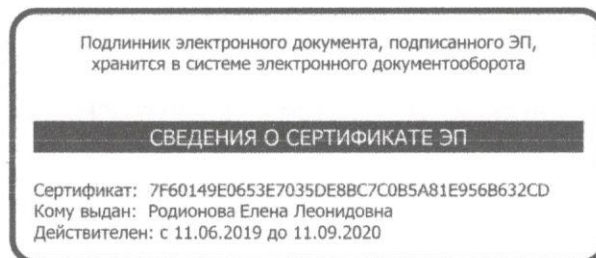 Подлинник электронного документа, подписанного ЭП,
хранится в системе электронного документооборота
СВЕДЕНИЯ О СЕРТИФИКАТЕ ЭП
Сертификат: 7F60149E0653E7035DE8BC7C0B5A81E956B632CD
Кому выдан: Родионова Елена Леонидовна
Действителен: с 11.06.2019 до 11.09.2020